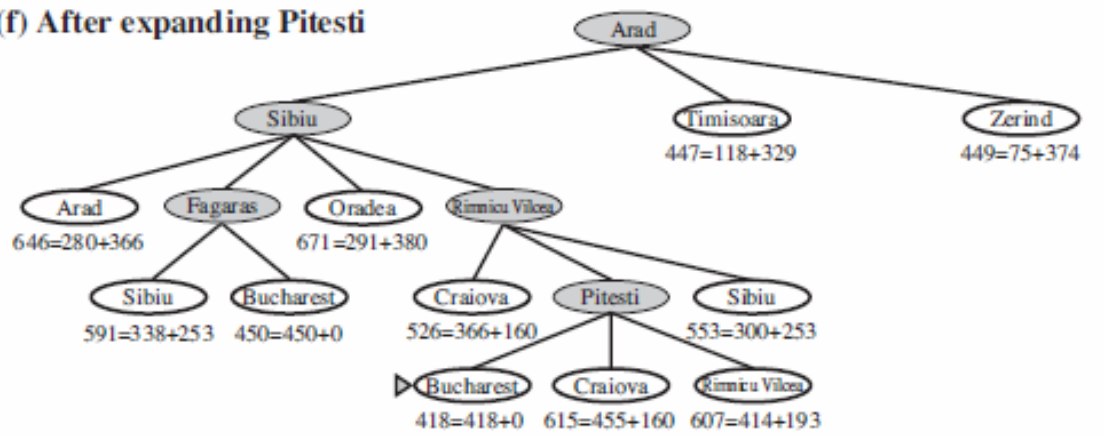 (f) After expanding Pitesti
Arad
Sibiu
Timisoara
Zerind
447=118+329
449=75+374
Arad
Fagaras
Oradea
Rimnicu Vilcea
646=280+366
671=291+380
Sibiu
Bucharest
Craiova
Pitesti
Sibiu
591=338+253
450=450+0
526=366+160
553=300+253
Bucharest
Craiova
Rimnicu Vilcea
418=418+0
615=455+160
607=414+193